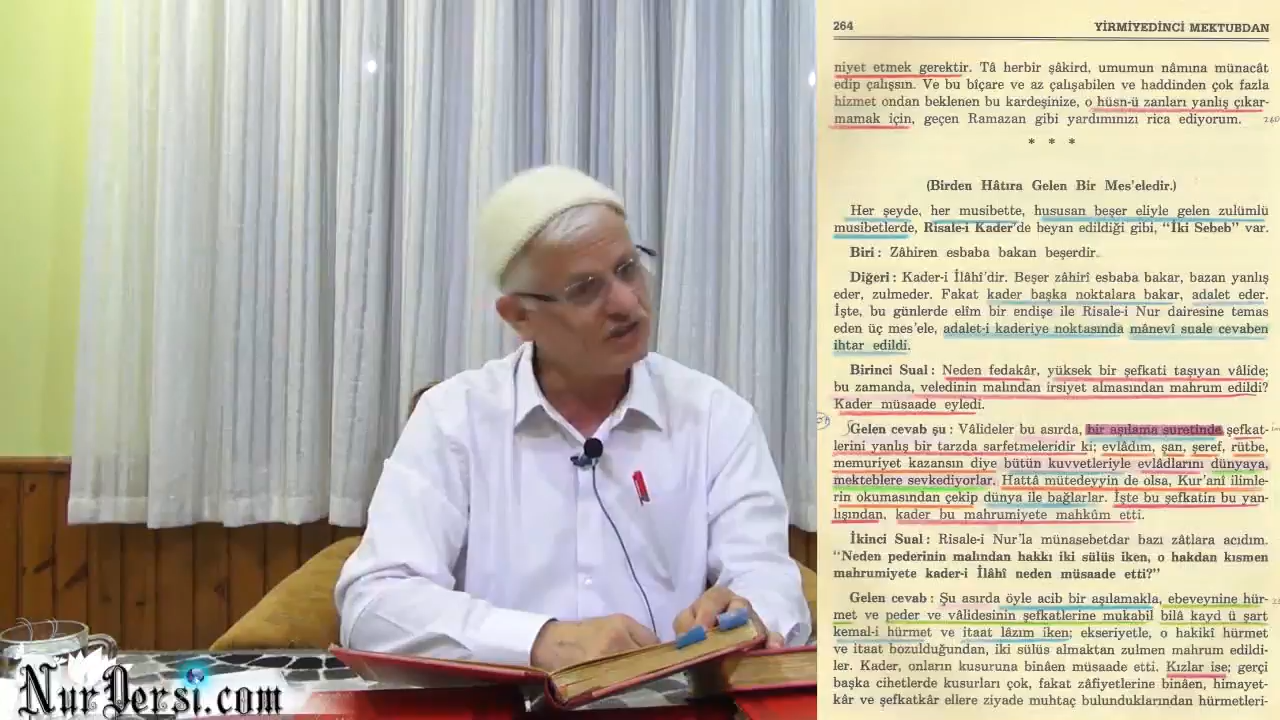 264 YİRMİYEDİNCİ MEKTUBDAN
niyet etmek gerektir. Tâ herbir şâkird, umumun nâmına münacât
edip çalışsın. Ve bu bîçare ve az çalışabilen ve haddinden çok fazla
hizmet ondan beklenen bu kardeşinize, o hüsn-ü zanları yanlış çıkar-
mamak için, geçen Ramazan gibi yardımınızı rica ediyorum.
* * *
(Birden Hâtıra Gelen Bir Mes'eledir.)
Her şeyde, her musibette, hususan beşer eliyle gelen zulümlü
musibetlerde, Risale-i Kader'de beyan edildiği gibi, "İki Sebeb" var.
Biri : Zâhiren esbaba bakan beşerdir.
Diğeri : Kader-i İlâhî'dir. Beşer zâhirî esbaba bakar, bazan yanlış
eder, zulmeder. Fakat kader başka noktalara bakar, adalet eder.
İşte, bu günlerde elîm bir endişe ile Risale-i Nur dairesine temas
eden üç mes'ele, adalet-i kaderiye noktasında mânevî suale cevaben
ihtar edildi.
Birinci Sual : Neden fedakâr, yüksek bir şefkati taşıyan vâlide;
bu zamanda, veledinin malından irsiyet almasından mahrum edildi?
Kader müsaade eyledi.
Gelen cevab şu : Vâlideler bu asırda, bir aşılama suretinde şefkat-
lerini yanlış bir tarzda sarfetmeleridir ki; evlâdım, şan, şeref, rütbe,
memuriyet kazansın diye bütün kuvvetleriyle evlâdlarını dünyaya,
mekteblere sevkediyorlar. Hattâ mütedeyyin de olsa, Kur'anî ilimle-
rin okumasından çekip dünya ile bağlarlar. İşte bu şefkatin bu yan-
lışından, kader bu mahrumiyete mahkûm etti.
İkinci Sual : Risale-i Nur'la münasebetdar bazı zâtlara acıdım.
"Neden pederinin malından hakkı iki sülüs iken, o hakdan kısmen
mahrumiyete kader-i İlâhî neden müsaade etti?"
Gelen cevab : Şu asırda öyle acib bir aşılamakla, ebeveynine hür-
met ve peder ve vâlidesinin şefkatlerine mukabil bilâ kayd ü şart
kemal-i hürmet ve itaat lâzım iken; ekseriyetle, o hakikî hürmet
ve itaat bozulduğundan, iki sülüs almaktan zulmen mahrum edildi-
ler. Kader, onların kusuruna binâen müsaade etti. Kızlar ise; gerçi
başka cihetlerde kusurları çok, fakat zâfiyetlerine binâen, himayet-
kâr ve şefkatkâr ellere ziyade muhtaç bulunduklarından hürmetleri-
NurDersi.com